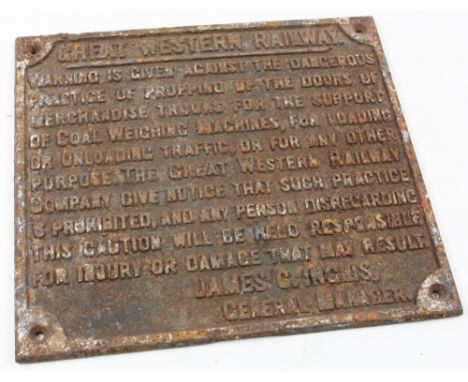 GREAT WESTERN RAILWAY.
WARNING IS GIVEN AGAINST THE DANGEROUS
PRACTICE OF PROPPING UP THE DOORS OF
MERCHANDISE TRUCKS FOR THE SUPPORT
OF COAL WEIGHING MACHINES, FOR LOADING
OR UNLOADING TRAFFIC, OR FOR ANY OTHER
PURPOSE. THE GREAT WESTERN RAILWAY
COMPANY GIVE NOTICE THAT SUCH PRACTICE
IS PROHIBITED, AND ANY PERSON DISREGARDING
THIS CAUTION WILL BE HELD RESPONSIBLE
FOR INJURY OR DAMAGE THAT MAY RESULT.
JAMES C. INGLIS,
GENERAL MANAGER.